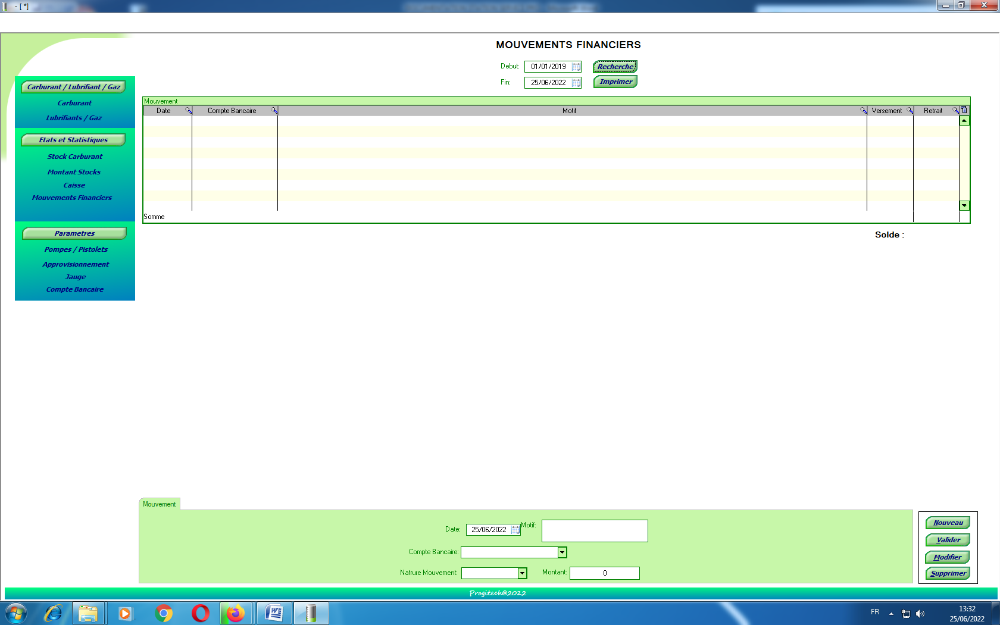 - [ *]
MOUVEMENTS FINANCIERS
Debut: 01/01/2019 Recherche
Fin: 25/06/2022 Imprimer
Carburant / Lubrifiant / Gaz
Carburant
Lubrifiants / Gaz
Etats et Statistiques
Stock Carburant
Montant Stocks
Caisse
Mouvements Financiers
Parametres
Pompes / Pistolets
Approvisionnement
Jauge
Compte Bancaire
Mouvement
Date Compte Bancaire Motif Versement Retrait
Somme
Solde :
Mouvement
Date: 25/06/2022 Motif:
Compte Bancaire:
Natrure Mouvement: Montant: 0
Nouveau
Valider
Modifier
Supprimer
Progitech@2022
FR 13:32
25/06/2022